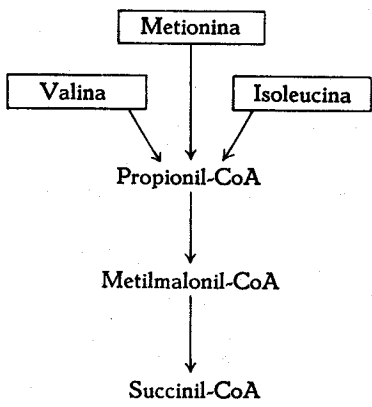 Metionina
Valina
Isoleucina
Propionil-CoA
Metilmalonil-CoA
Succinil-CoA